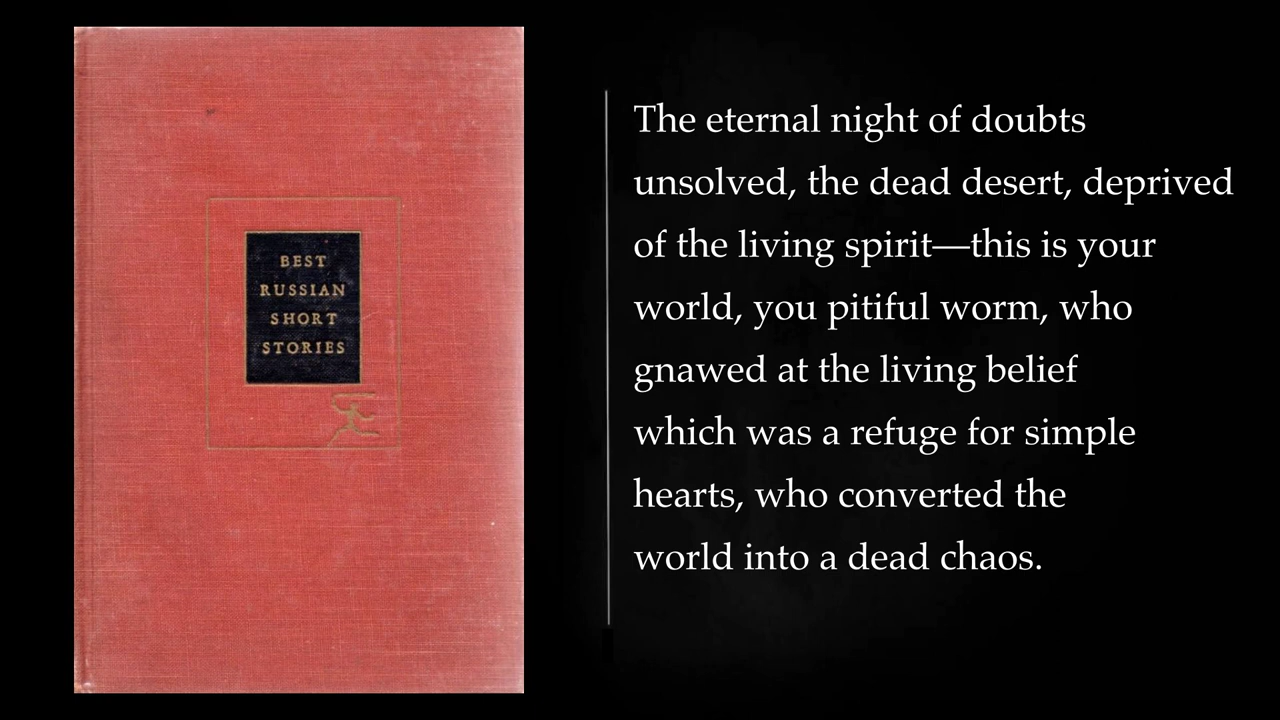 BEST
RUSSIAN
SHORT
STORIES
The eternal night of doubts
unsolved, the dead desert, deprived
of the living spirit—this is your
world, you pitiful worm, who
gnawed at the living belief
which was a refuge for simple
hearts, who converted the
world into a dead chaos.